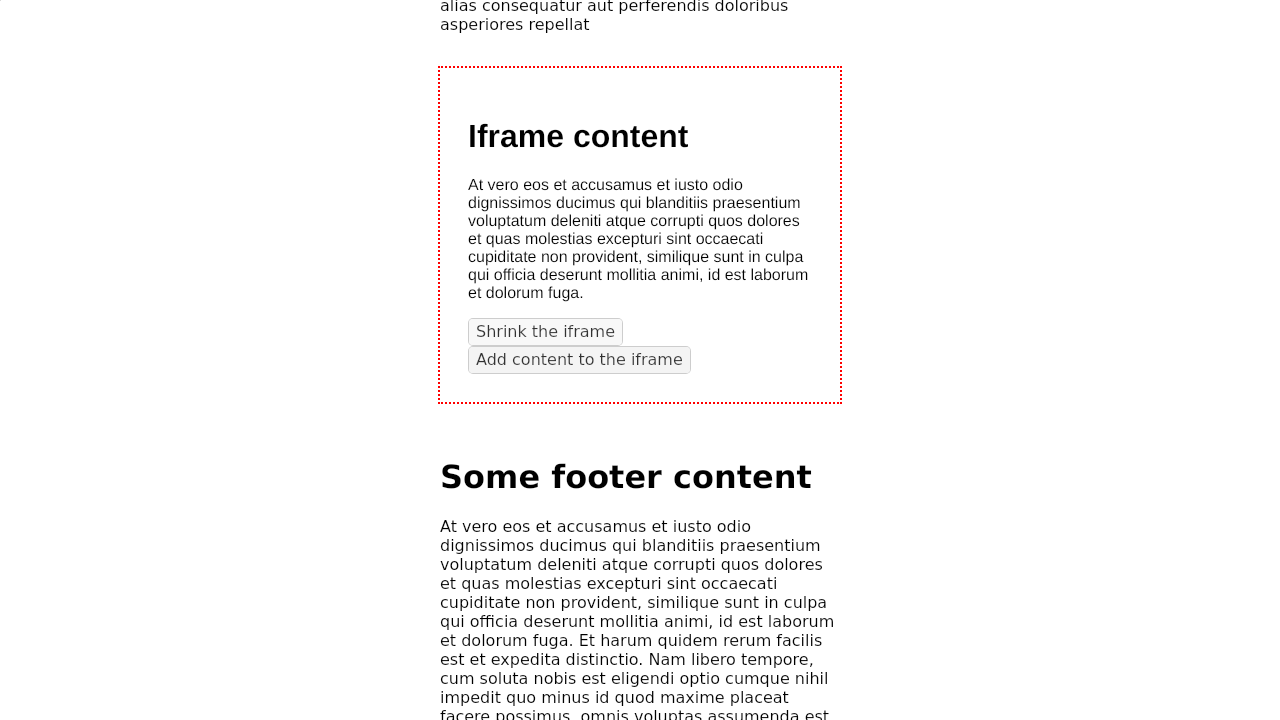 alias consequatur aut perferendis doloribus
asperiores repellat
Iframe content
At vero eos et accusamus et iusto odio
dignissimos ducimus qui blanditiis praesentium
voluptatum deleniti atque corrupti quos dolores
et quas molestias excepturi sint occaecati
cupiditate non provident, similique sunt in culpa
qui officia deserunt mollitia animi, id est laborum
et dolorum fuga.
Shrink the iframe
Add content to the iframe
Some footer content
At vero eos et accusamus et iusto odio
dignissimos ducimus qui blanditiis praesentium
voluptatum deleniti atque corrupti quos dolores
et quas molestias excepturi sint occaecati
cupiditate non provident, similique sunt in culpa
qui officia deserunt mollitia animi, id est laborum
et dolorum fuga. Et harum quidem rerum facilis
est et expedita distinctio. Nam libero tempore,
cum soluta nobis est eligendi optio cumque nihil
impedit quo minus id quod maxime placeat
facere possimus, omnis voluptas assumenda est